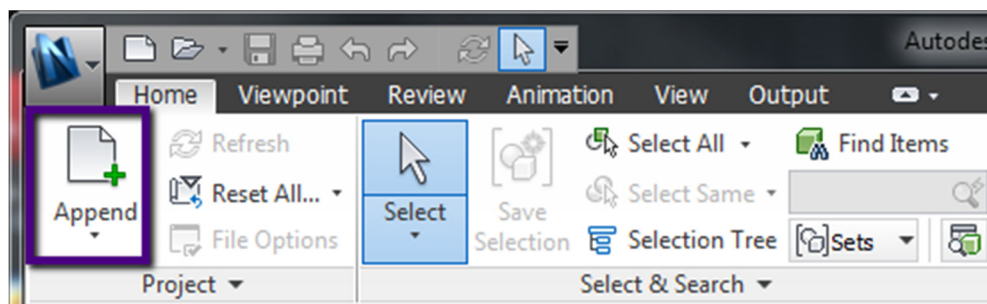 Autodes
Home Viewpoint Review Animation View Output
Append
Refresh
Reset All...
File Options
Project
Select
Save Selection
Select All
Select Same
Selection Tree
Find Items
Sets
Select & Search